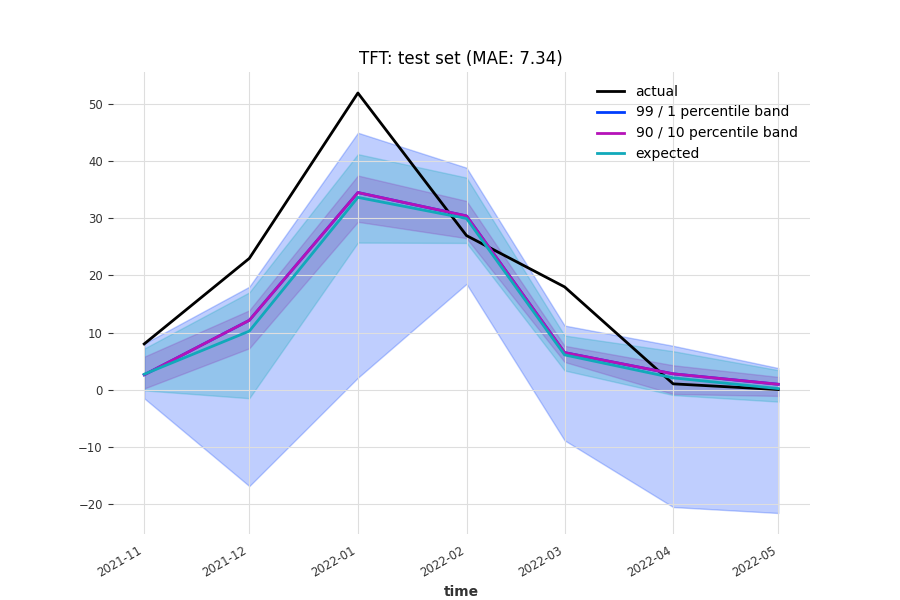 TFT: test set (MAE: 7.34)
actual
99 / 1 percentile band
90 / 10 percentile band
expected
50
40
30
20
10
0
−10
−20
2021-11
2021-12
2022-01
2022-02
2022-03
2022-04
2022-05
time